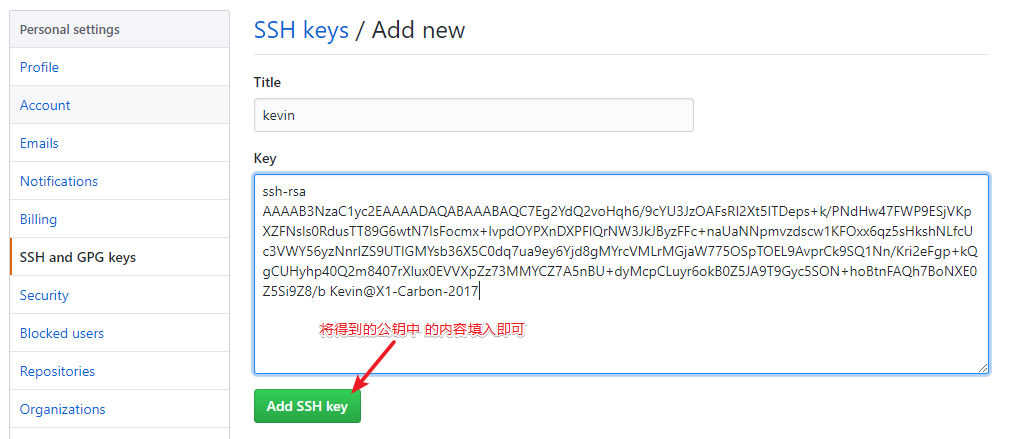 Personal settings
Profile
Account
Emails
Notifications
Billing
SSH and GPG keys
Security
Blocked users
Repositories
Organizations
SSH keys / Add new
Title
kevin
Key
ssh-rsa
AAAAB3NzaC1yc2EAAAADAQABAAABAQC7Eg2YdQ2voHqh6/9cYU3JzOAFsRI2Xt5ITDeps+k/PNdHw47FWP9ESjVKp
XZFNsIs0RdusTT89G6wtN7IsFocmx+IvpdOYPXnDXPFIQrNW3JkJByzFFc+naUaNNpmvzdscw1KFOxx6qz5sHkshNLfcU
c3VWY56yzNnrIZS9UTIGMYsb36X5C0dq7ua9ey6Yjd8gMYrcVMLrMGjaW775OSpTOEL9AvprCk9SQ1Nn/Kri2eFgp+kQ
gCUHyhp40Q2m8407rXlux0EVVXpZz73MMYCZ7A5nBU+dyMcpCLuyr6okB0Z5JA9T9Gyc5SON+hoBtnFAQh7BoNXE0
Z5Si9Z8/b Kevin@X1-Carbon-2017
将得到的公钥中 的内容填入即可
Add SSH key